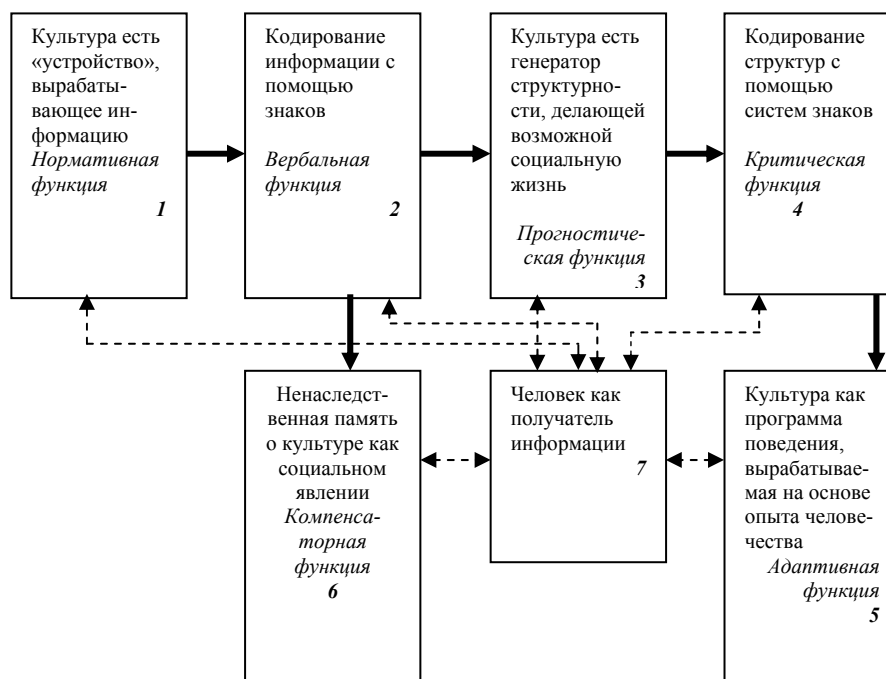 Культура есть
«устройство»,
вырабаты-
вающее ин-
формацию
Нормативная
функция
1
Кодирование
информации с
помощью
знаков
Вербальная
функция
2
Культура есть
генератор
структурно-
сти, делающей
возможной
социальную
жизнь
Прогностиче-
ская функция
3
Кодирование
структур с
помощью
систем знаков
Критическая
функция
4
Ненаследст-
венная память
о культуре как
социальном
явлении
Компенса-
торная
функция
6
Человек как
получатель
информации
7
Культура как
программа
поведения,
вырабатывае-
мая на основе
опыта челове-
чества
Адаптивная
функция
5